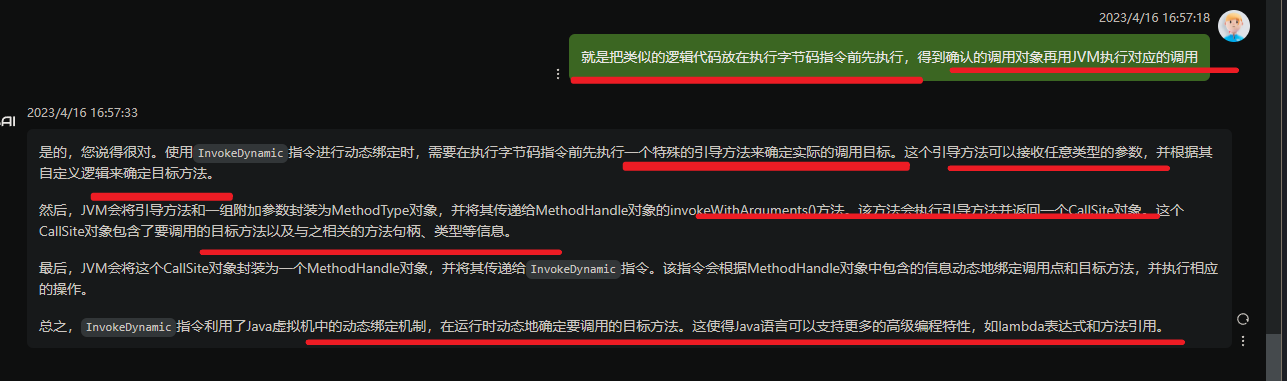 2023/4/16 16:57:18
就是把类似的逻辑代码放在执行字节码指令前先执行，得到确认的调用对象再用JVM执行对应的调用
AI
2023/4/16 16:57:33
是的，您说得很对。使用InvokeDynamic指令进行动态绑定时，需要在执行字节码指令前先执行一个特殊的引导方法来确定实际的调用目标。这个引导方法可以接收任意类型的参数，并根据其
自定义逻辑来确定目标方法。
然后，JVM会将引导方法和一组附加参数封装为MethodType对象，并将其传递给MethodHandle对象的invokeWithArguments()方法。该方法会执行引导方法并返回一个CallSite对象。这个
CallSite对象包含了要调用的目标方法以及与之相关的方法句柄、类型等信息。
最后，JVM会将这个CallSite对象封装为一个MethodHandle对象，并将其传递给InvokeDynamic指令。该指令会根据MethodHandle对象中包含的信息动态地绑定调用点和目标方法，并执行相应
的操作。
总之，InvokeDynamic指令利用了Java虚拟机中的动态绑定机制，在运行时动态地确定要调用的目标方法。这使得Java语言可以支持更多的高级编程特性，如lambda表达式和方法引用。